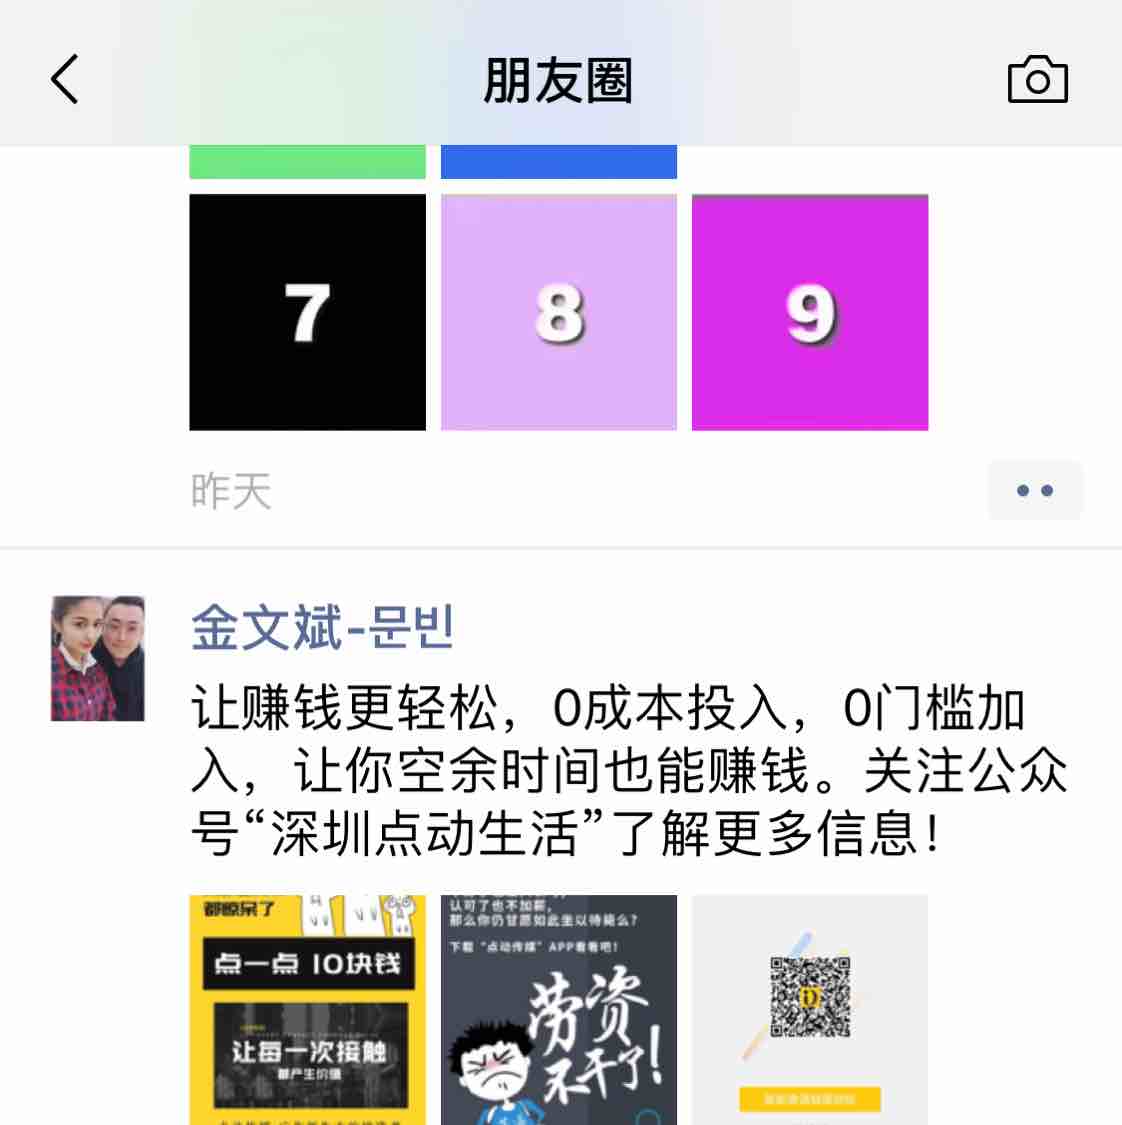 朋友圈
7
8
9
昨天
金文斌-문빈
让赚钱更轻松，0成本投入，0门槛加
入，让你空余时间也能赚钱。关注公众
号“深圳点动生活”了解更多信息！
都惊呆了
点一点 10块钱
让每一次接触
都产生价值
认可了也不加薪，
那么你仍甘愿如此坐以待毙么？
下载“点动传媒”APP看看吧！
劳资
不干了！